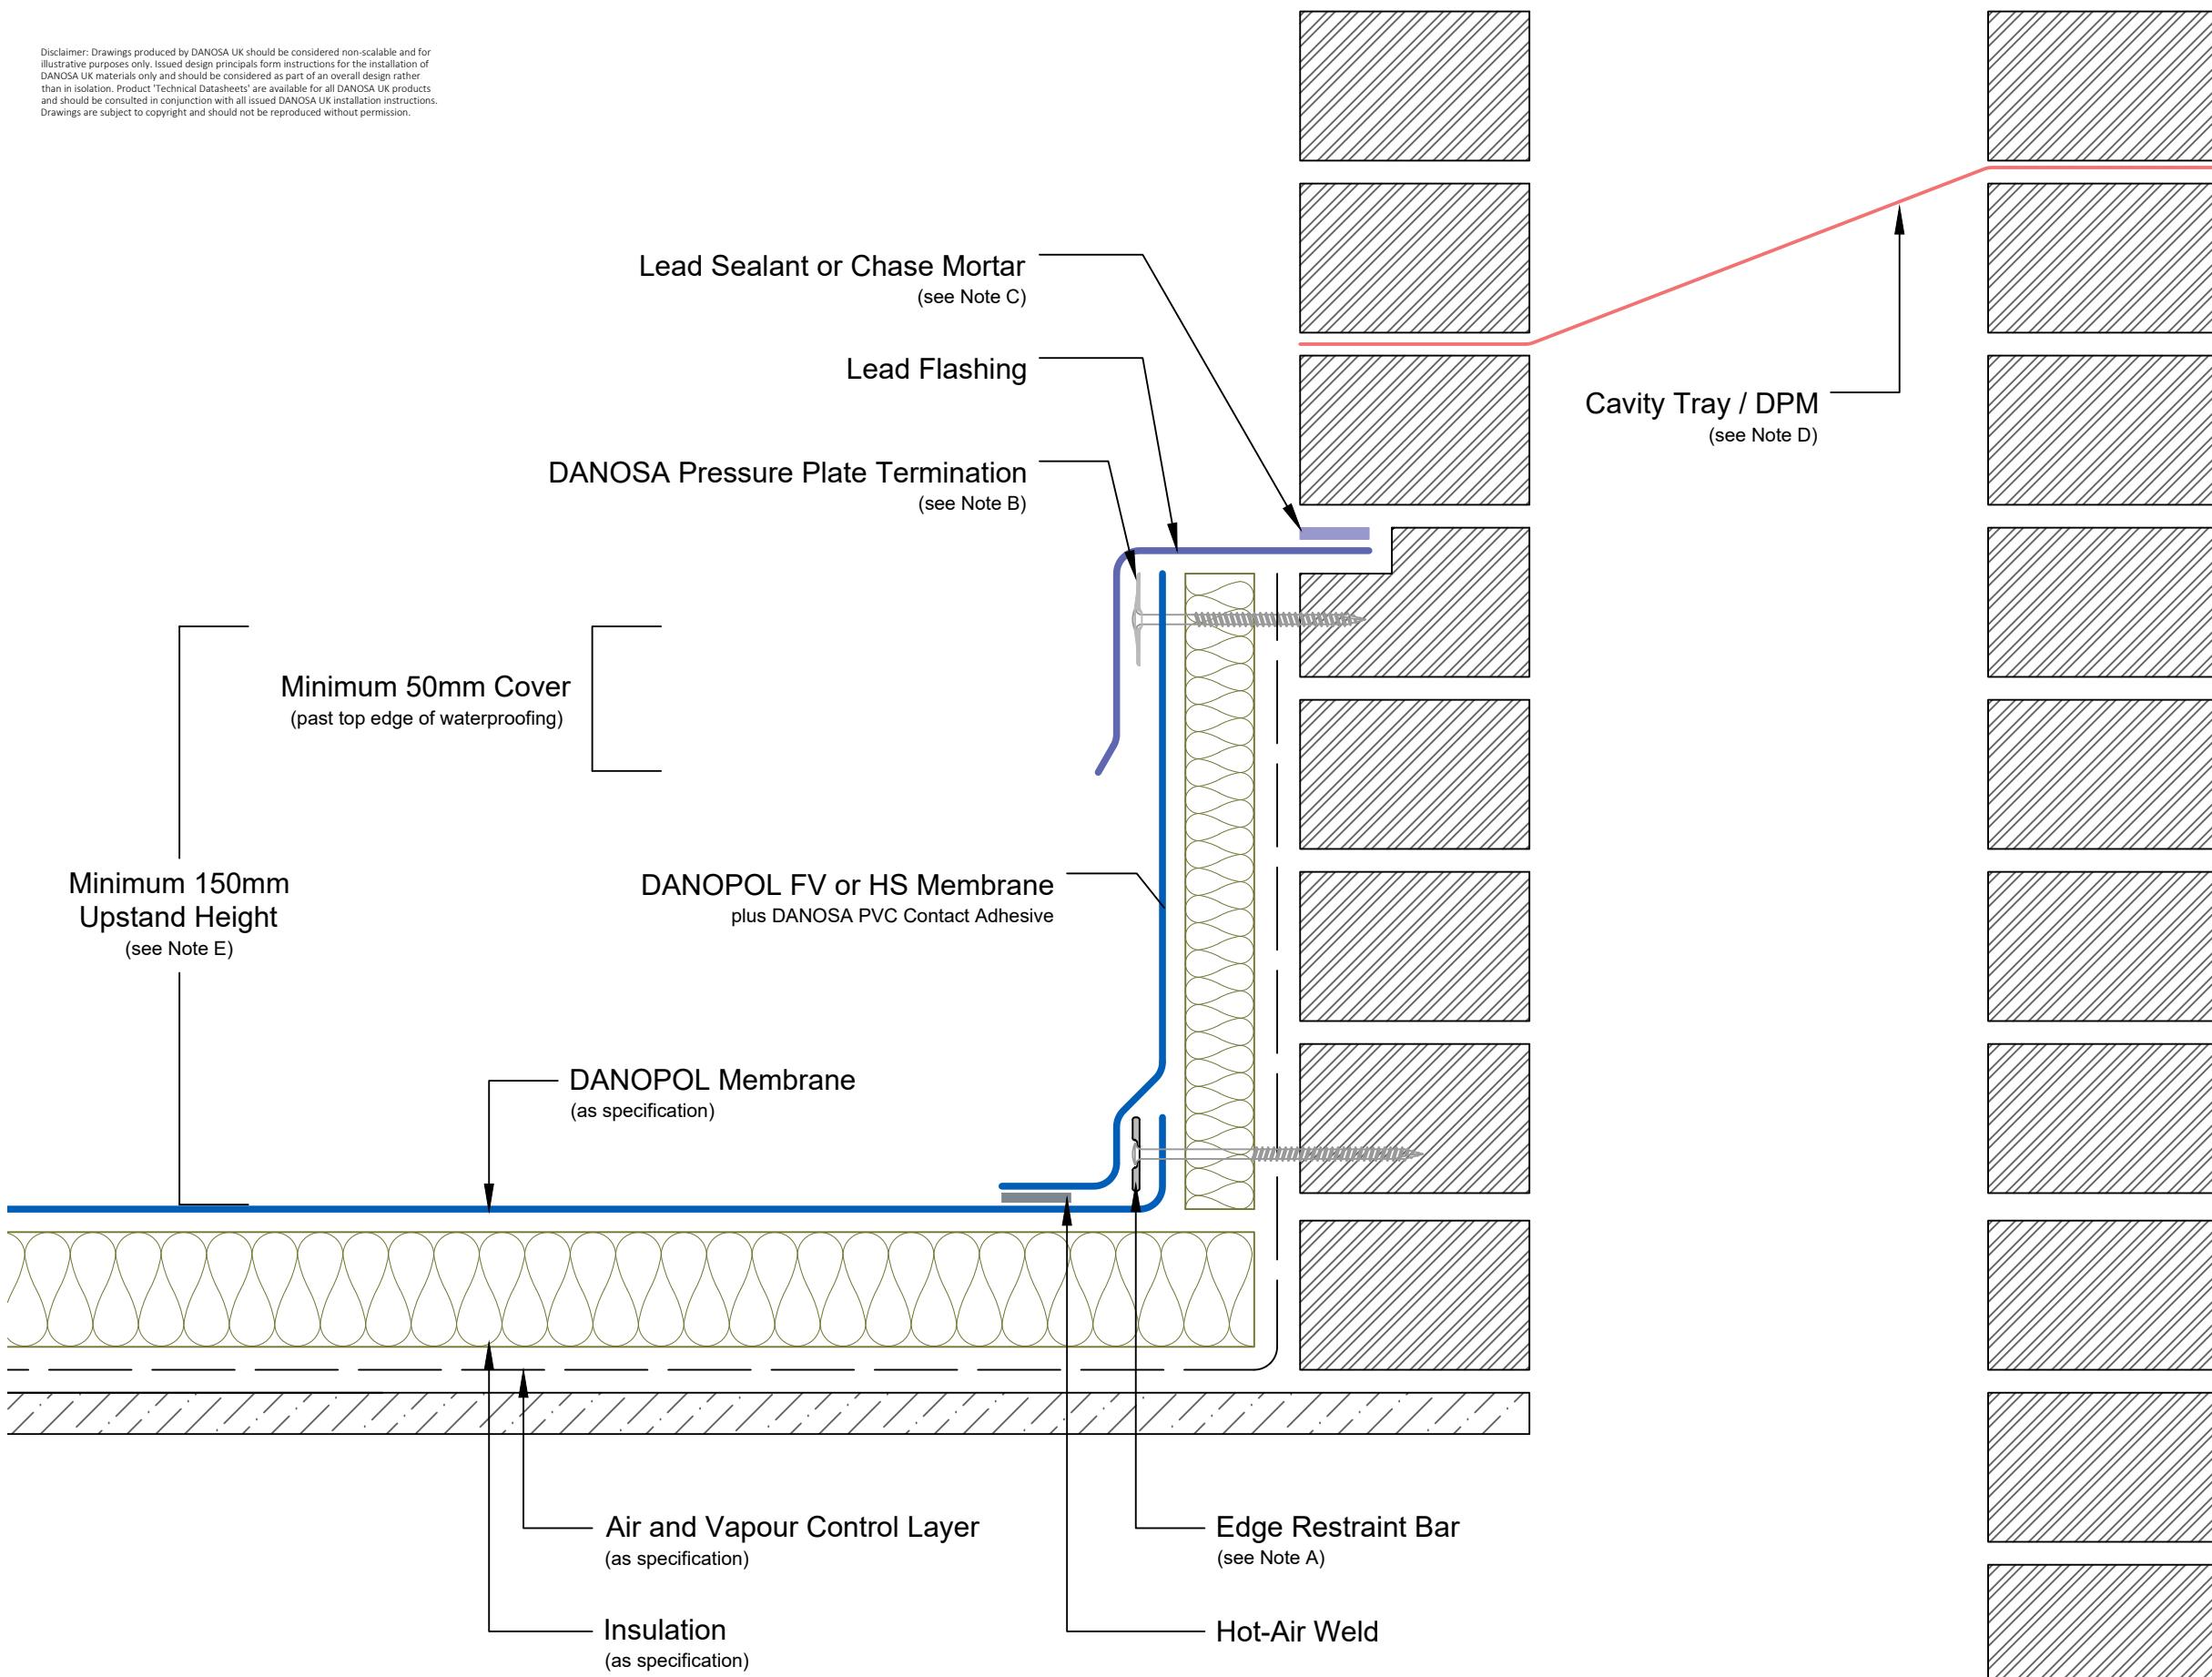 Disclaimer: Drawings produced by DANOSA UK should be considered non-scalable and for
illustrative purposes only. Issued design principals form instructions for the installation of
DANOSA UK materials only and should be considered as part of an overall design rather
than in isolation. Product 'Technical Datasheets' are available for all DANOSA UK products
and should be consulted in conjunction with all issued DANOSA UK installation instructions.
Drawings are subject to copyright and should not be reproduced without permission.
Lead Sealant or Chase Mortar
(see Note C)
Lead Flashing
Cavity Tray / DPM
(see Note D)
DANOSA Pressure Plate Termination
(see Note B)
Minimum 50mm Cover
(past top edge of waterproofing)
Minimum 150mm
Upstand Height
(see Note E)
DANOPOL FV or HS Membrane
plus DANOSA PVC Contact Adhesive
DANOPOL Membrane
(as specification)
Air and Vapour Control Layer
(as specification)
Edge Restraint Bar
(see Note A)
Insulation
(as specification)
Hot-Air Weld